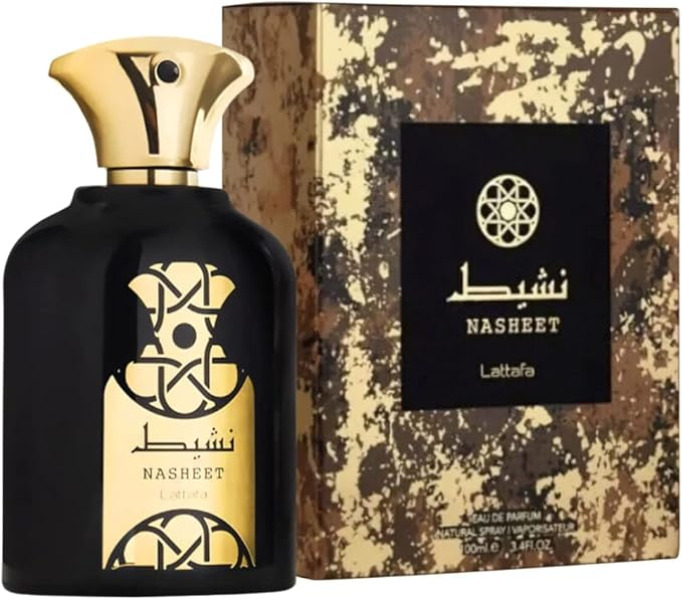 نشيط
NASHEET
Lattafa
نشيط
NASHEET
Lattafa
EAU DE PARFUM
NATURAL SPRAY / VAPORISATEUR
100ml.e 3.4FL.OZ.